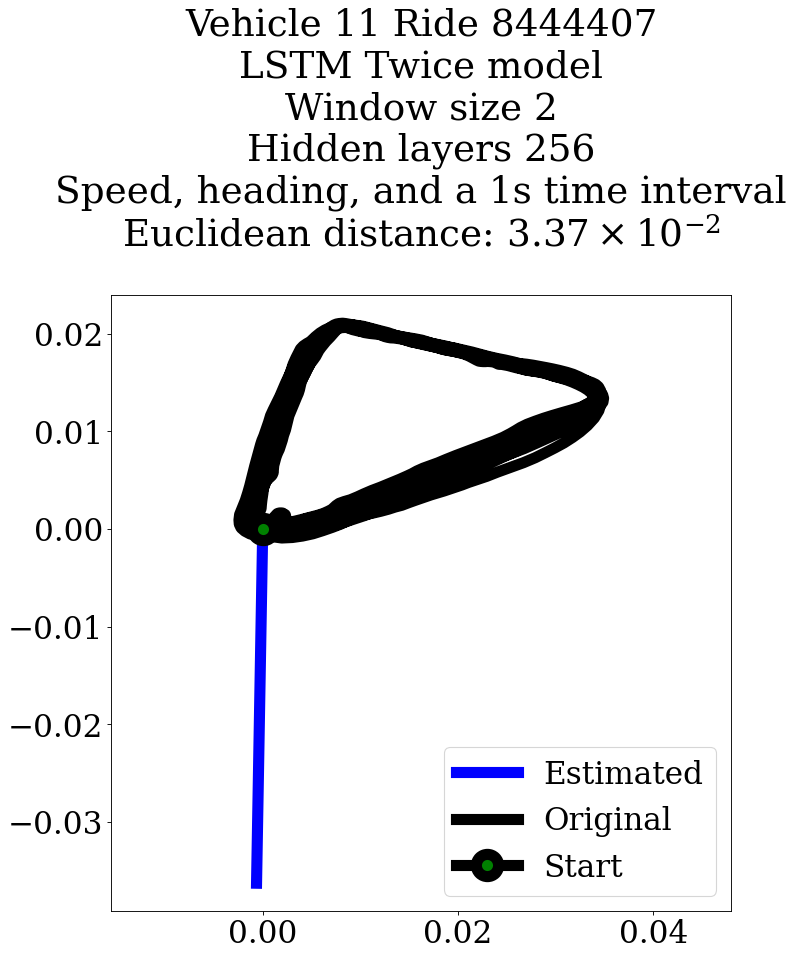 Vehicle 11 Ride 8444407
LSTM Twice model
Window size 2
Hidden layers 256
Speed, heading, and a 1s time interval
Euclidean distance: 3.37 × 10⁻²
0.02
0.01
0.00
−0.01
−0.02
−0.03
0.00 0.02 0.04
Estimated
Original
Start